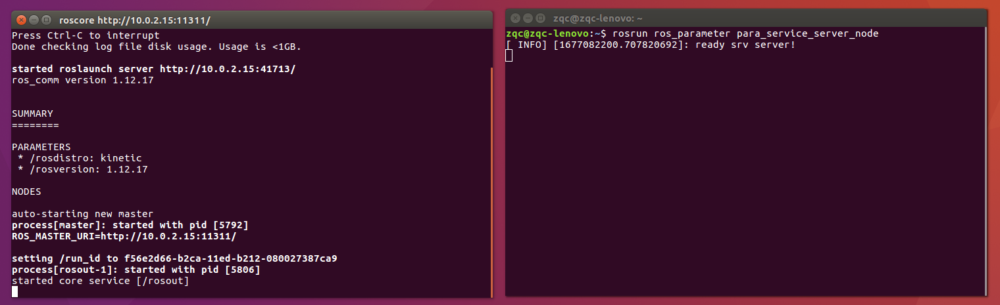 roscore http://10.0.2.15:11311/
Press Ctrl-C to interrupt
Done checking log file disk usage. Usage is <1GB.
started roslaunch server http://10.0.2.15:41713/
ros_comm version 1.12.17
SUMMARY
========
PARAMETERS
 * /rosdistro: kinetic
 * /rosversion: 1.12.17
NODES
auto-starting new master
process[master]: started with pid [5792]
ROS_MASTER_URI=http://10.0.2.15:11311/
setting /run_id to f56e2d66-b2ca-11ed-b212-080027387ca9
process[rosout-1]: started with pid [5806]
started core service [/rosout]
zqc@zqc-lenovo: ~
zqc@zqc-lenovo:~$ rosrun ros_parameter para_service_server_node
[ INFO] [1677082200.707820692]: ready srv server!